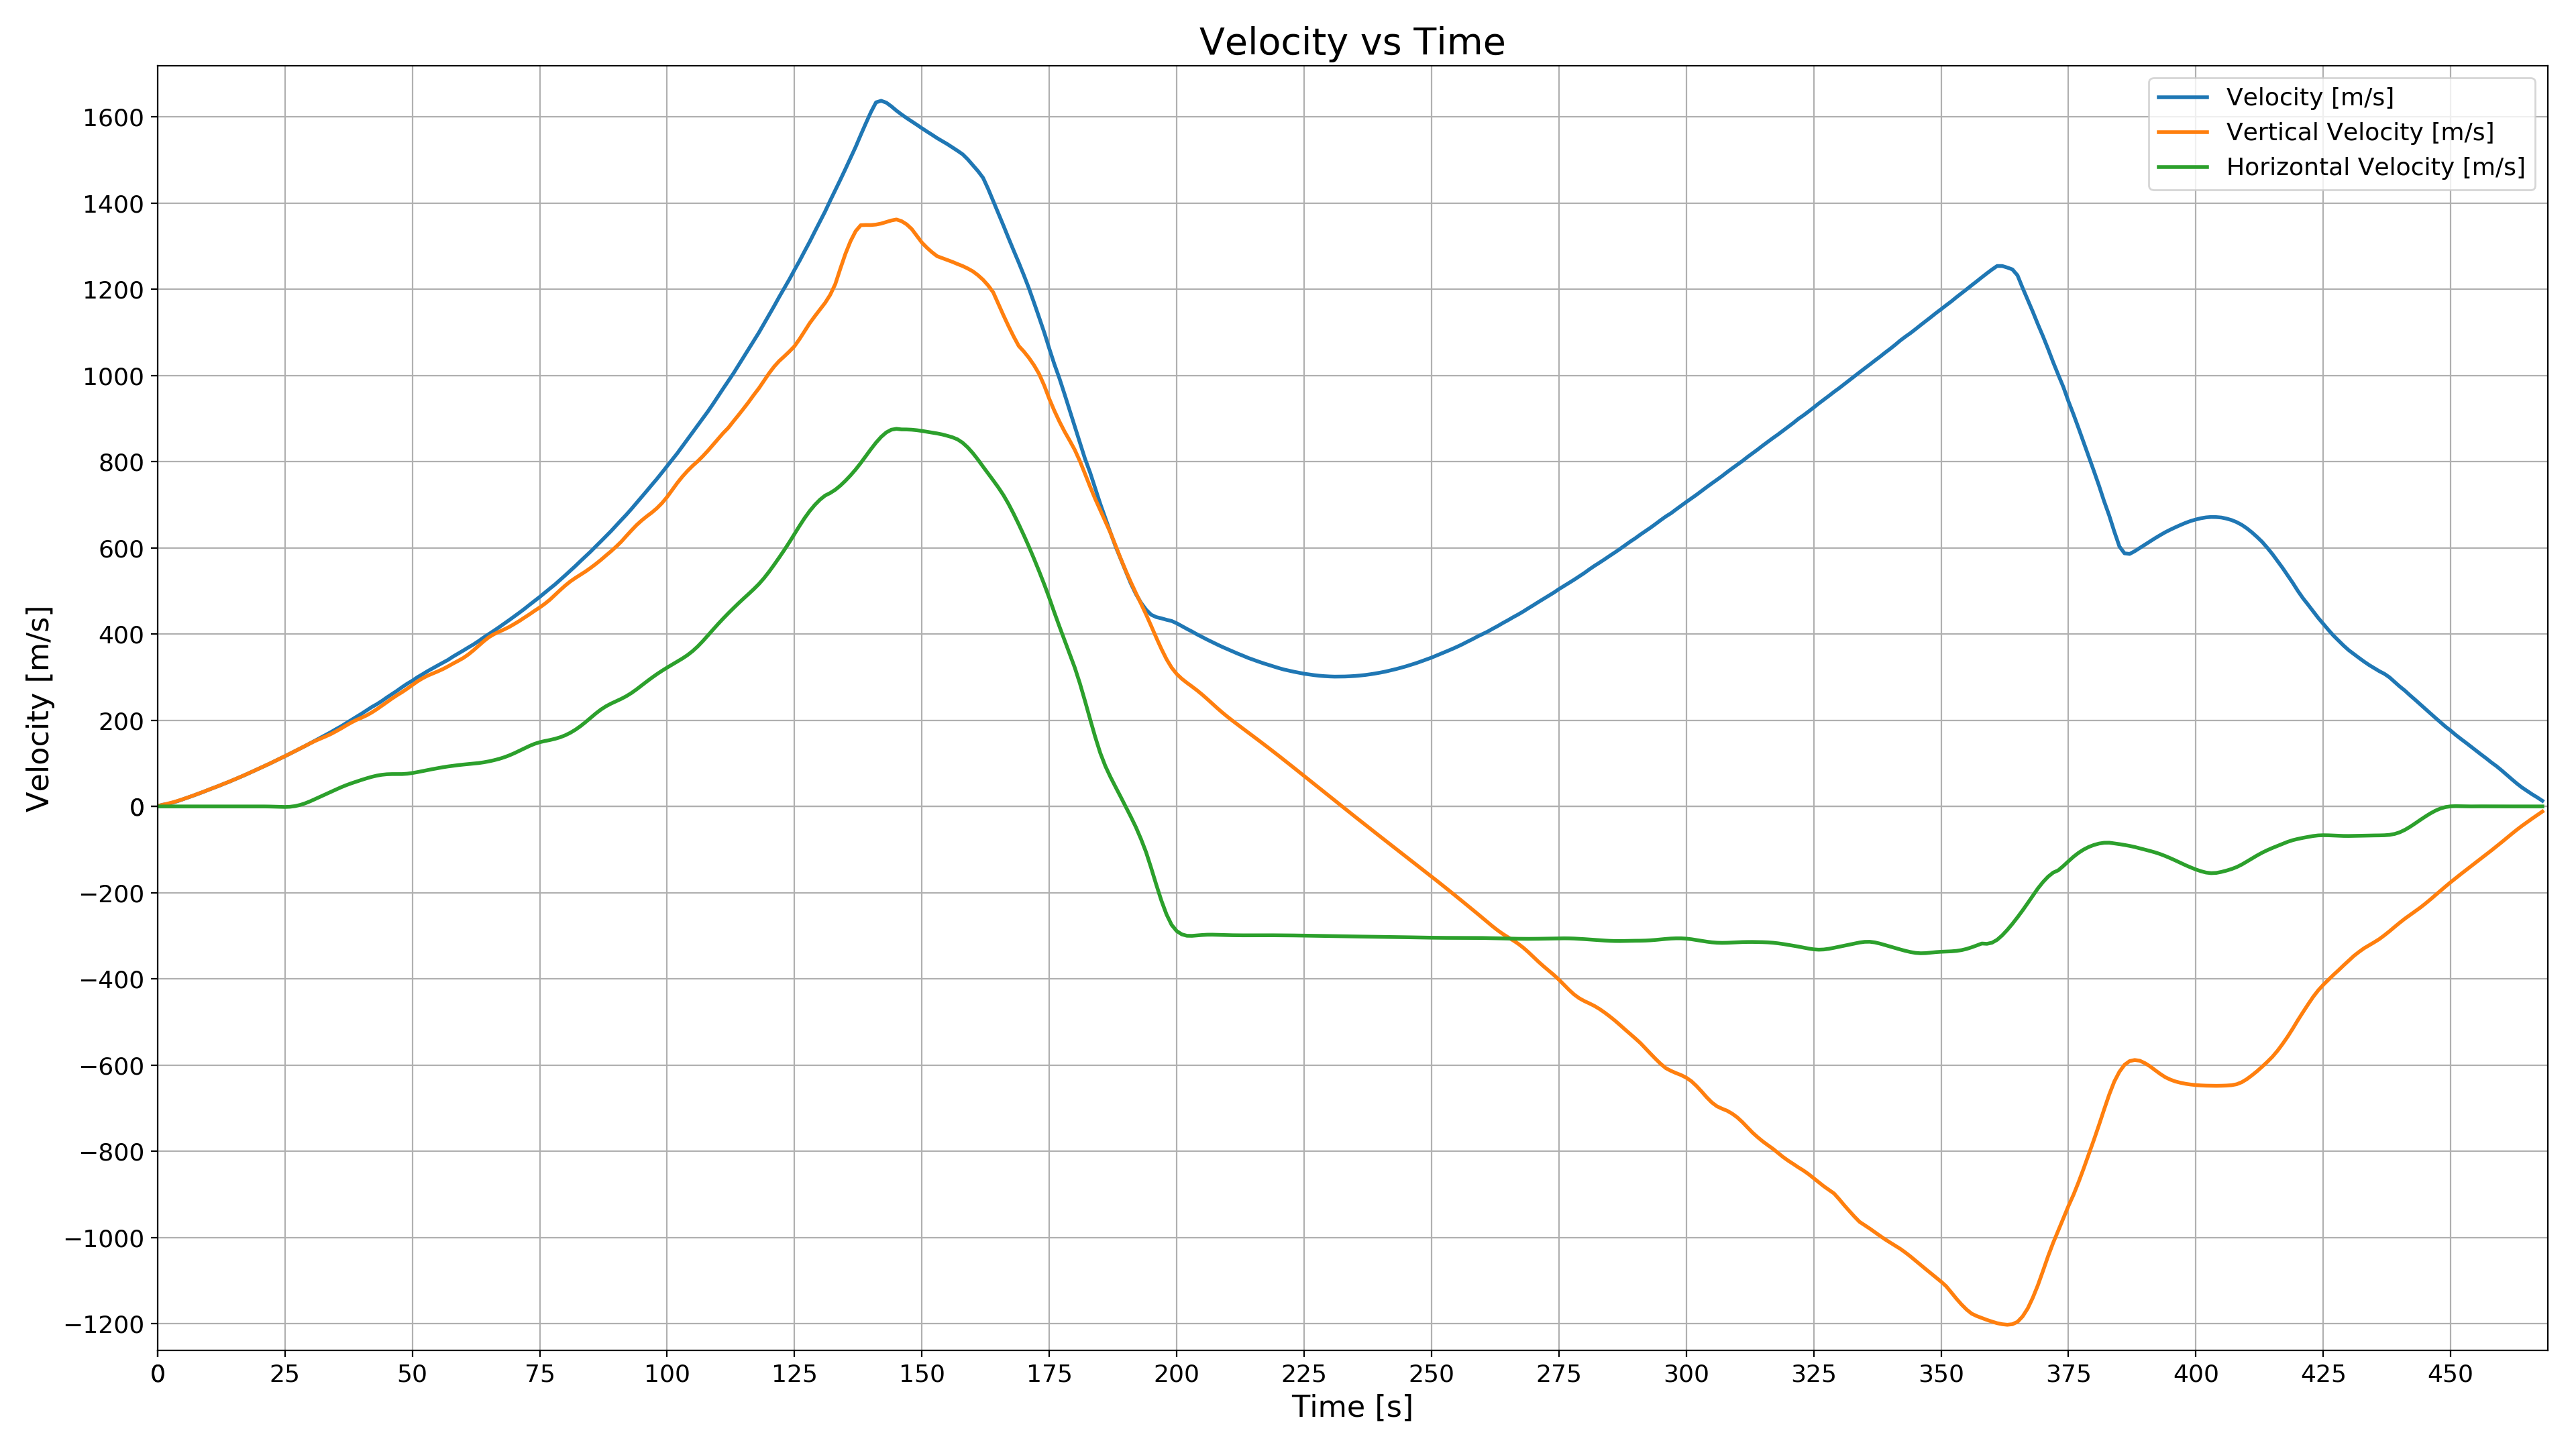 Velocity vs Time
Velocity [m/s]
Vertical Velocity [m/s]
Horizontal Velocity [m/s]
Velocity [m/s]
1600
1400
1200
1000
800
600
400
200
0
−200
−400
−600
−800
−1000
−1200
0 25 50 75 100 125 150 175 200 225 250 275 300 325 350 375 400 425 450
Time [s]